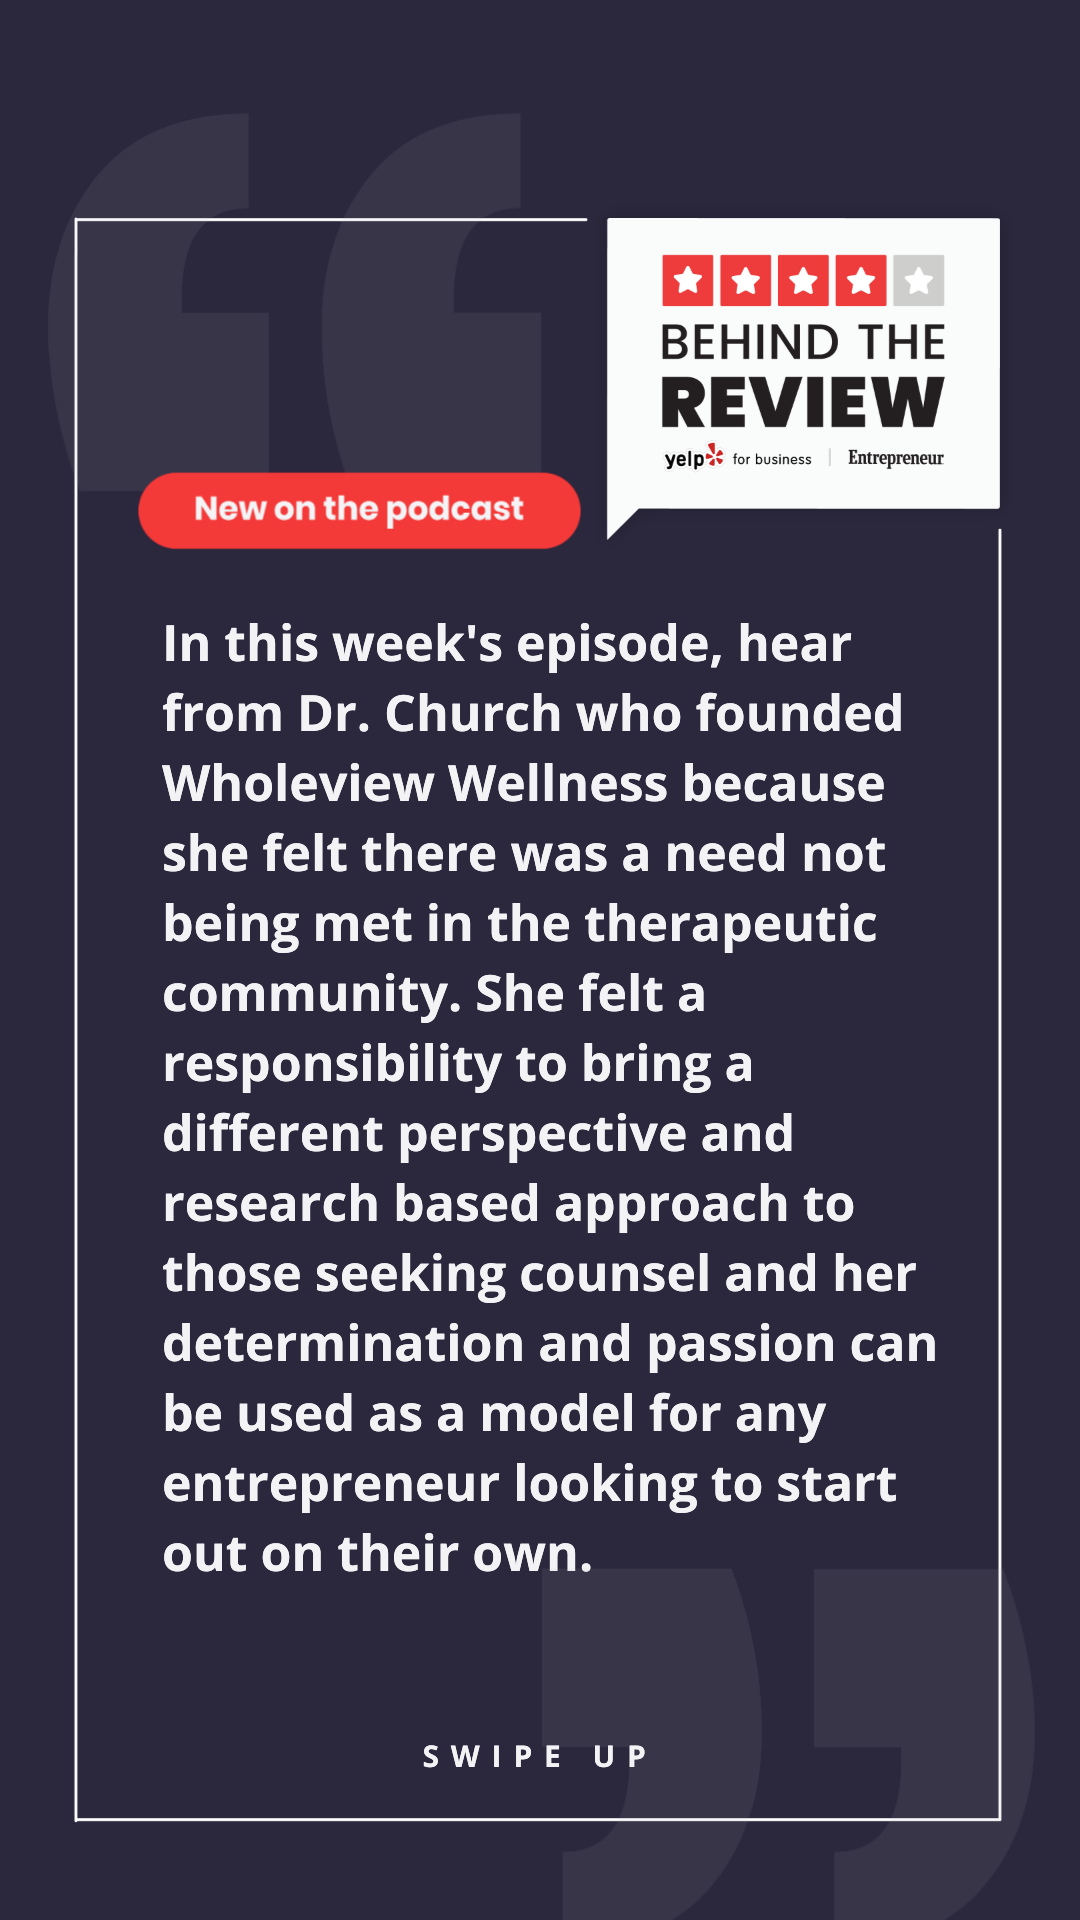 BEHIND THE
REVIEW
yelp for business | Entrepreneur
New on the podcast
In this week's episode, hear
from Dr. Church who founded
Wholeview Wellness because
she felt there was a need not
being met in the therapeutic
community. She felt a
responsibility to bring a
different perspective and
research based approach to
those seeking counsel and her
determination and passion can
be used as a model for any
entrepreneur looking to start
out on their own.
SWIPE UP